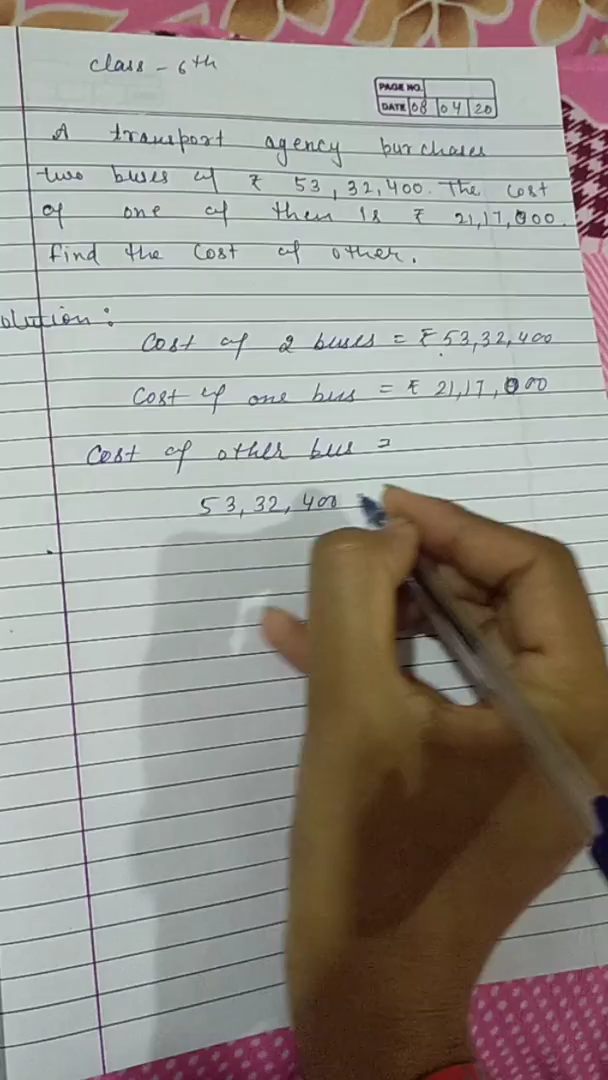 class - 6th
PAGE NO.
DATE 08 04 20
A transport agency purchases
two buses of ₹ 53,32,400. The cost
of one of them is ₹ 21,17,000.
find the cost of other.
olution :
Cost of 2 buses = ₹ 53,32,400
Cost of one bus = ₹ 21,17,000
Cost of other bus =
53,32,400